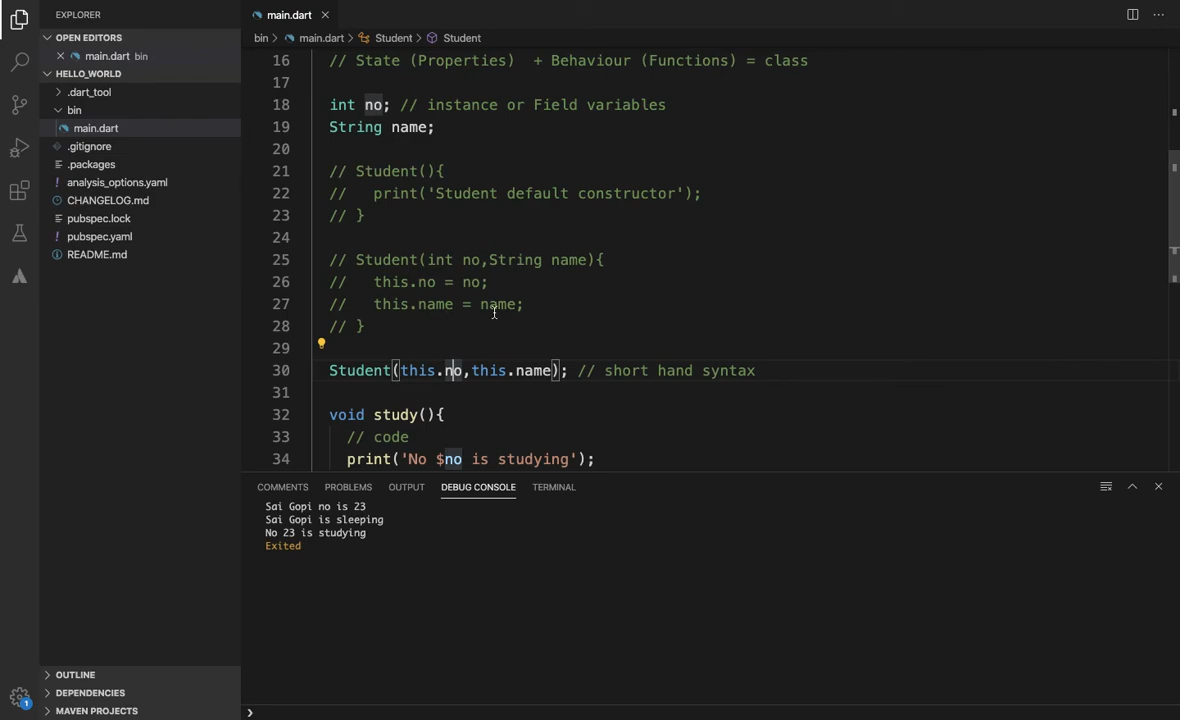 EXPLORER
OPEN EDITORS
main.dart bin
HELLO_WORLD
.dart_tool
bin
main.dart
.gitignore
.packages
analysis_options.yaml
CHANGELOG.md
pubspec.lock
pubspec.yaml
README.md
OUTLINE
DEPENDENCIES
MAVEN PROJECTS
1
main.dart
bin > main.dart > Student > Student
16 // State (Properties)  + Behaviour (Functions) = class
17
18 int no; // instance or Field variables
19 String name;
20
21 // Student(){
22 //   print('Student default constructor');
23 // }
24
25 // Student(int no,String name){
26 //   this.no = no;
27 //   this.name = name;
28 // }
29
30 Student(this.no,this.name); // short hand syntax
31
32 void study(){
33   // code
34   print('No $no is studying');
COMMENTS PROBLEMS OUTPUT DEBUG CONSOLE TERMINAL
Sai Gopi no is 23
Sai Gopi is sleeping
No 23 is studying
Exited